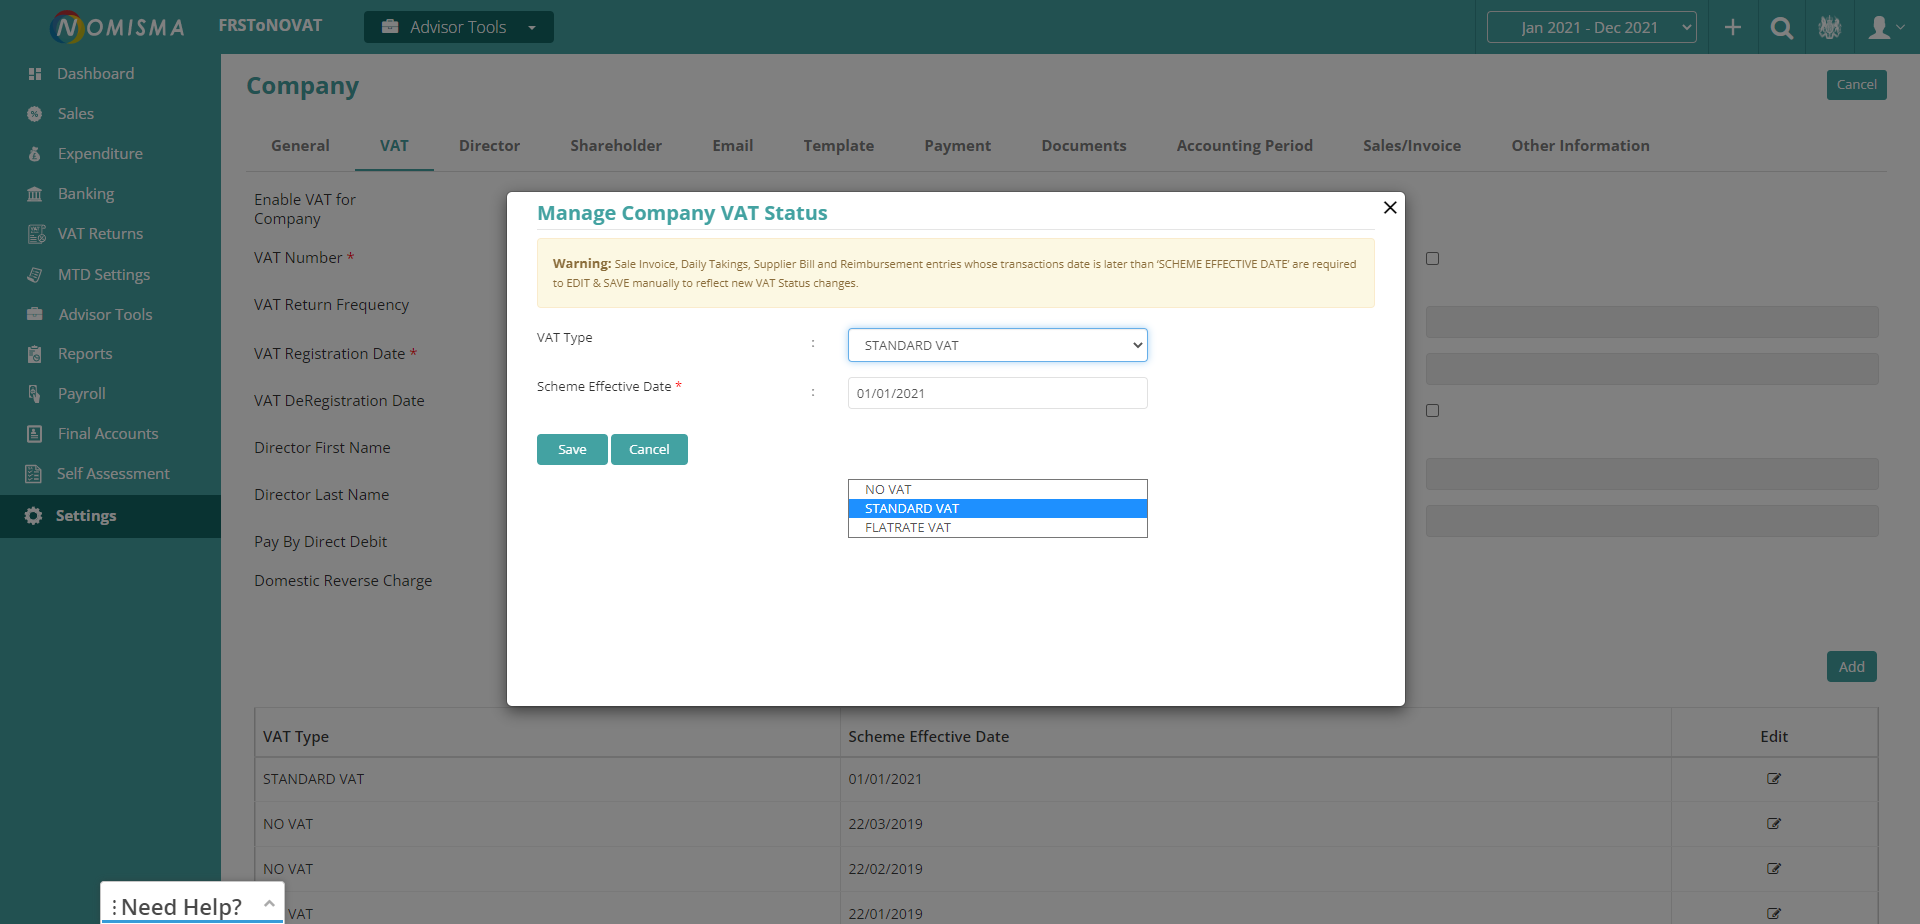 NOMISMA
FRSToNOVAT
Advisor Tools
Jan 2021 - Dec 2021
Dashboard
Sales
Expenditure
Banking
VAT Returns
MTD Settings
Advisor Tools
Reports
Payroll
Final Accounts
Self Assessment
Settings
Company
Cancel
General VAT Director Shareholder Email Template Payment Documents Accounting Period Sales/Invoice Other Information
Enable VAT for
Company
VAT Number *
VAT Return Frequency
VAT Registration Date *
VAT DeRegistration Date
Director First Name
Director Last Name
Pay By Direct Debit
Domestic Reverse Charge
Manage Company VAT Status
Warning: Sale Invoice, Daily Takings, Supplier Bill and Reimbursement entries whose transactions date is later than ‘SCHEME EFFECTIVE DATE’ are required
to EDIT & SAVE manually to reflect new VAT Status changes.
VAT Type : STANDARD VAT
Scheme Effective Date * : 01/01/2021
Save Cancel
NO VAT
STANDARD VAT
FLATRATE VAT
Add
VAT Type Scheme Effective Date Edit
STANDARD VAT 01/01/2021
NO VAT 22/03/2019
NO VAT 22/02/2019
VAT 22/01/2019
Need Help?